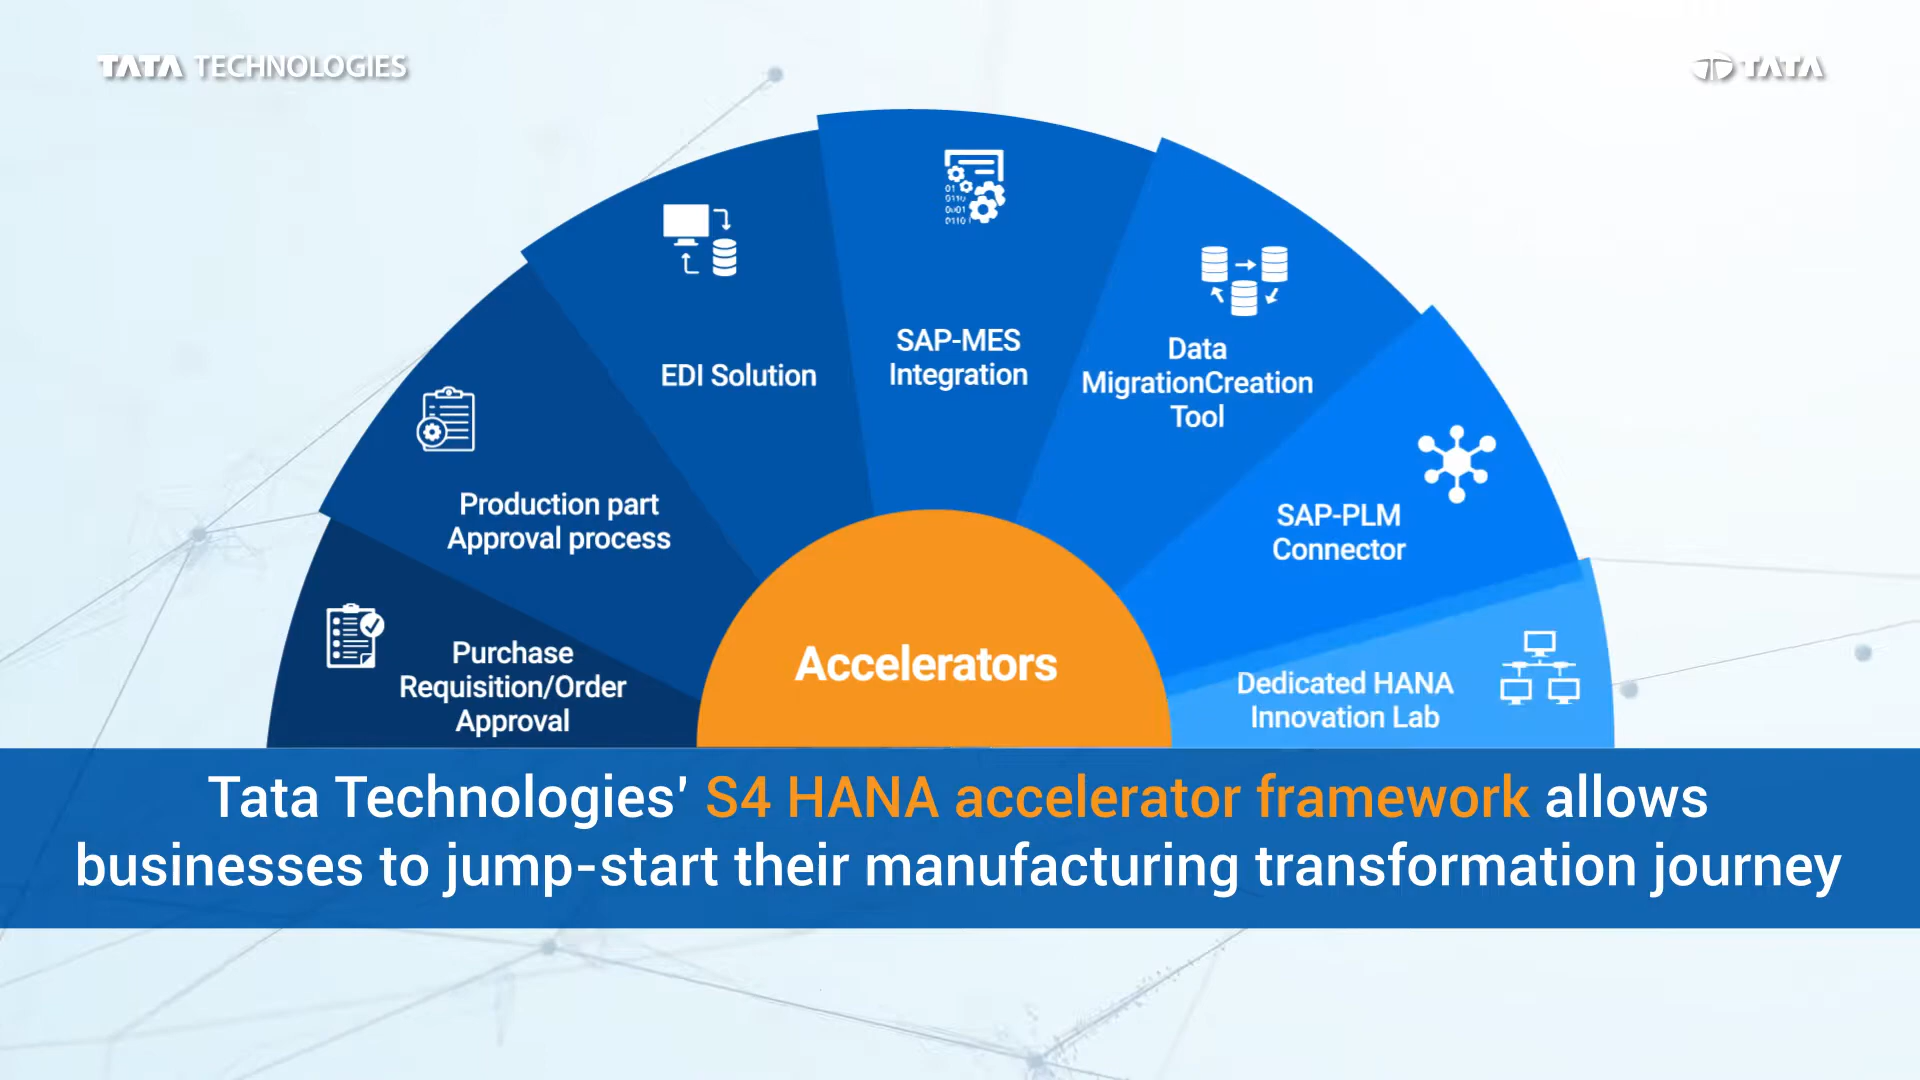 TATA TECHNOLOGIES
TATA
SAP-MES
Integration
EDI Solution
Data
MigrationCreation
Tool
Production part
Approval process
SAP-PLM
Connector
Purchase
Requisition/Order
Approval
Accelerators
Dedicated HANA
Innovation Lab
Tata Technologies' S4 HANA accelerator framework allows
businesses to jump-start their manufacturing transformation journey